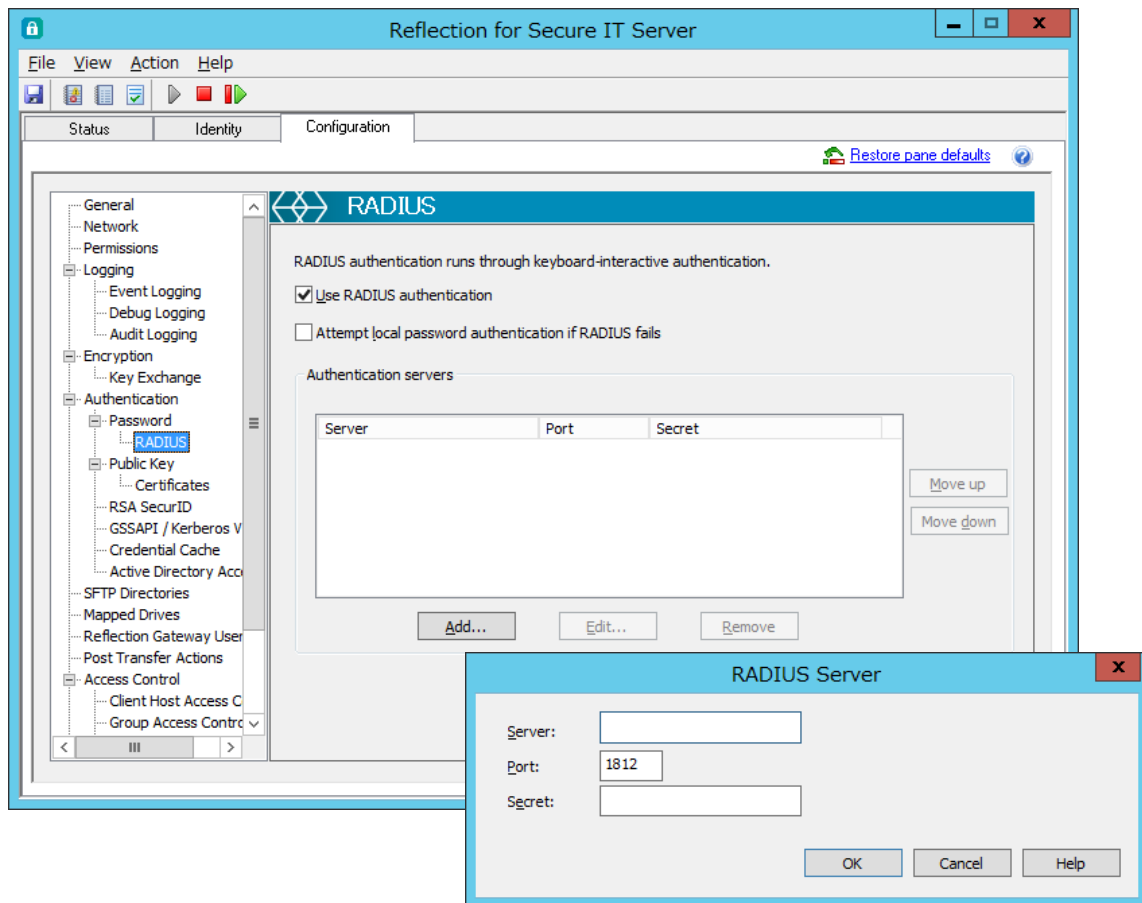 Reflection for Secure IT Server
File View Action Help
Status Identity Configuration
Restore pane defaults
General
Network
Permissions
Logging
Event Logging
Debug Logging
Audit Logging
Encryption
Key Exchange
Authentication
Password
RADIUS
Public Key
Certificates
RSA SecurID
GSSAPI / Kerberos V
Credential Cache
Active Directory Acc
SFTP Directories
Mapped Drives
Reflection Gateway User
Post Transfer Actions
Access Control
Client Host Access C
Group Access Contro
RADIUS
RADIUS authentication runs through keyboard-interactive authentication.
Use RADIUS authentication
Attempt local password authentication if RADIUS fails
Authentication servers
Server Port Secret
Move up
Move down
Add... Edit... Remove
RADIUS Server
Server:
Port: 1812
Secret:
OK Cancel Help